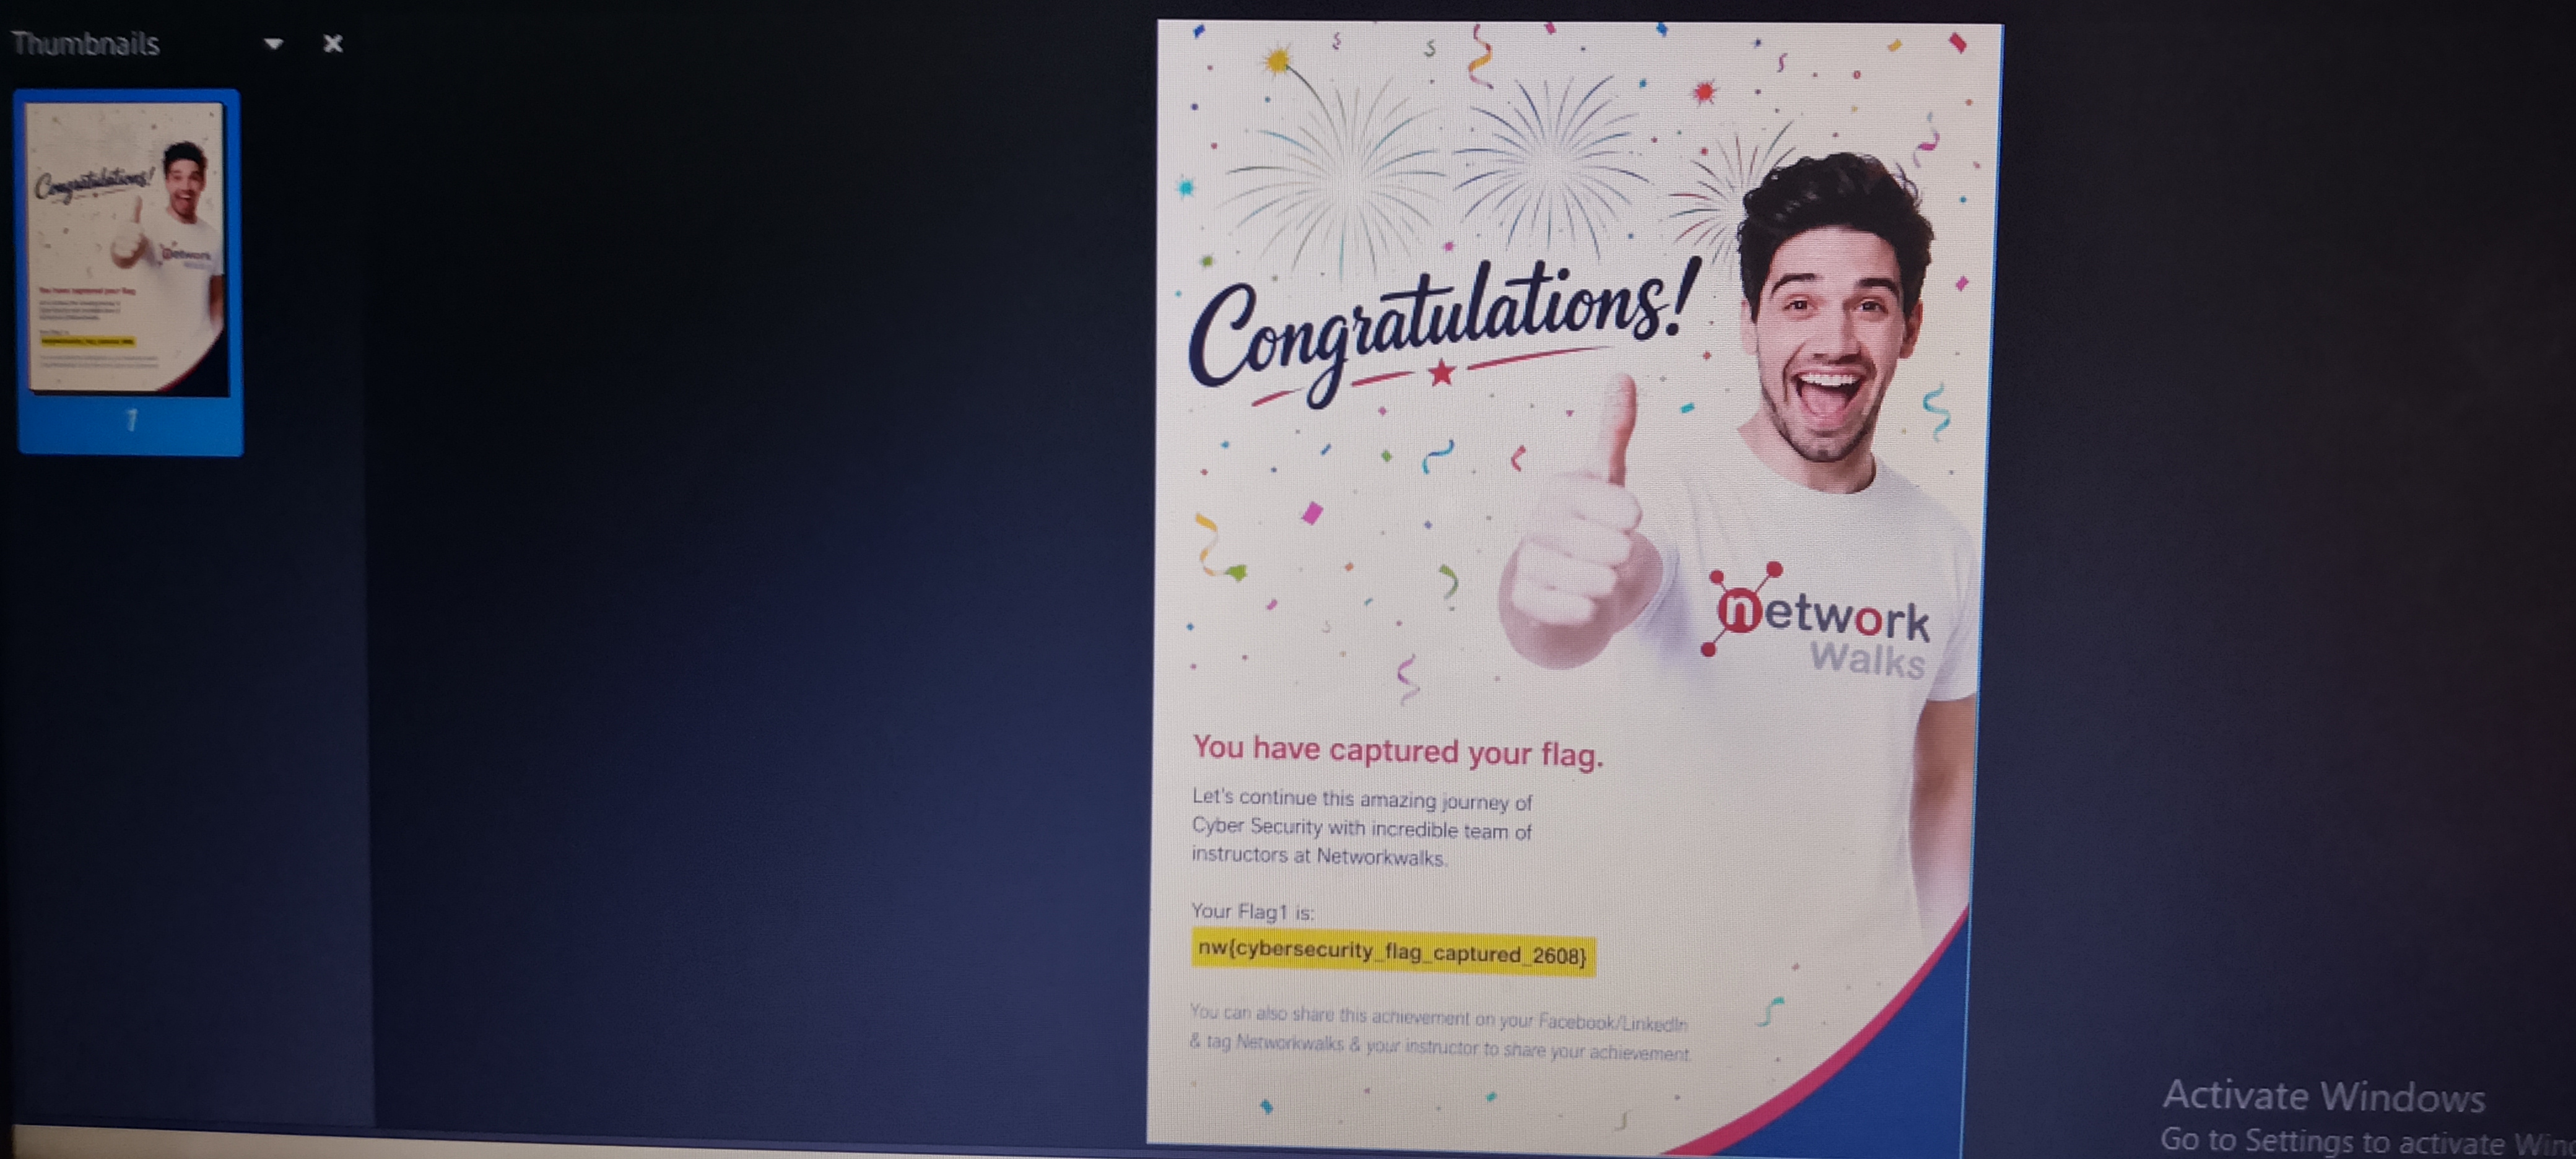 Thumbnails
Congratulations!
network
Walks
You have captured your flag.
Let's continue this amazing journey of
Cyber Security with incredible team of
instructors at Networkwalks.
Your Flag1 is:
nw{cybersecurity_flag_captured_2608}
You can also share this achievement on your Facebook/LinkedIn
& tag Networkwalks & your instructor to share your achievement.
1
Activate Windows
Go to Settings to activate Win